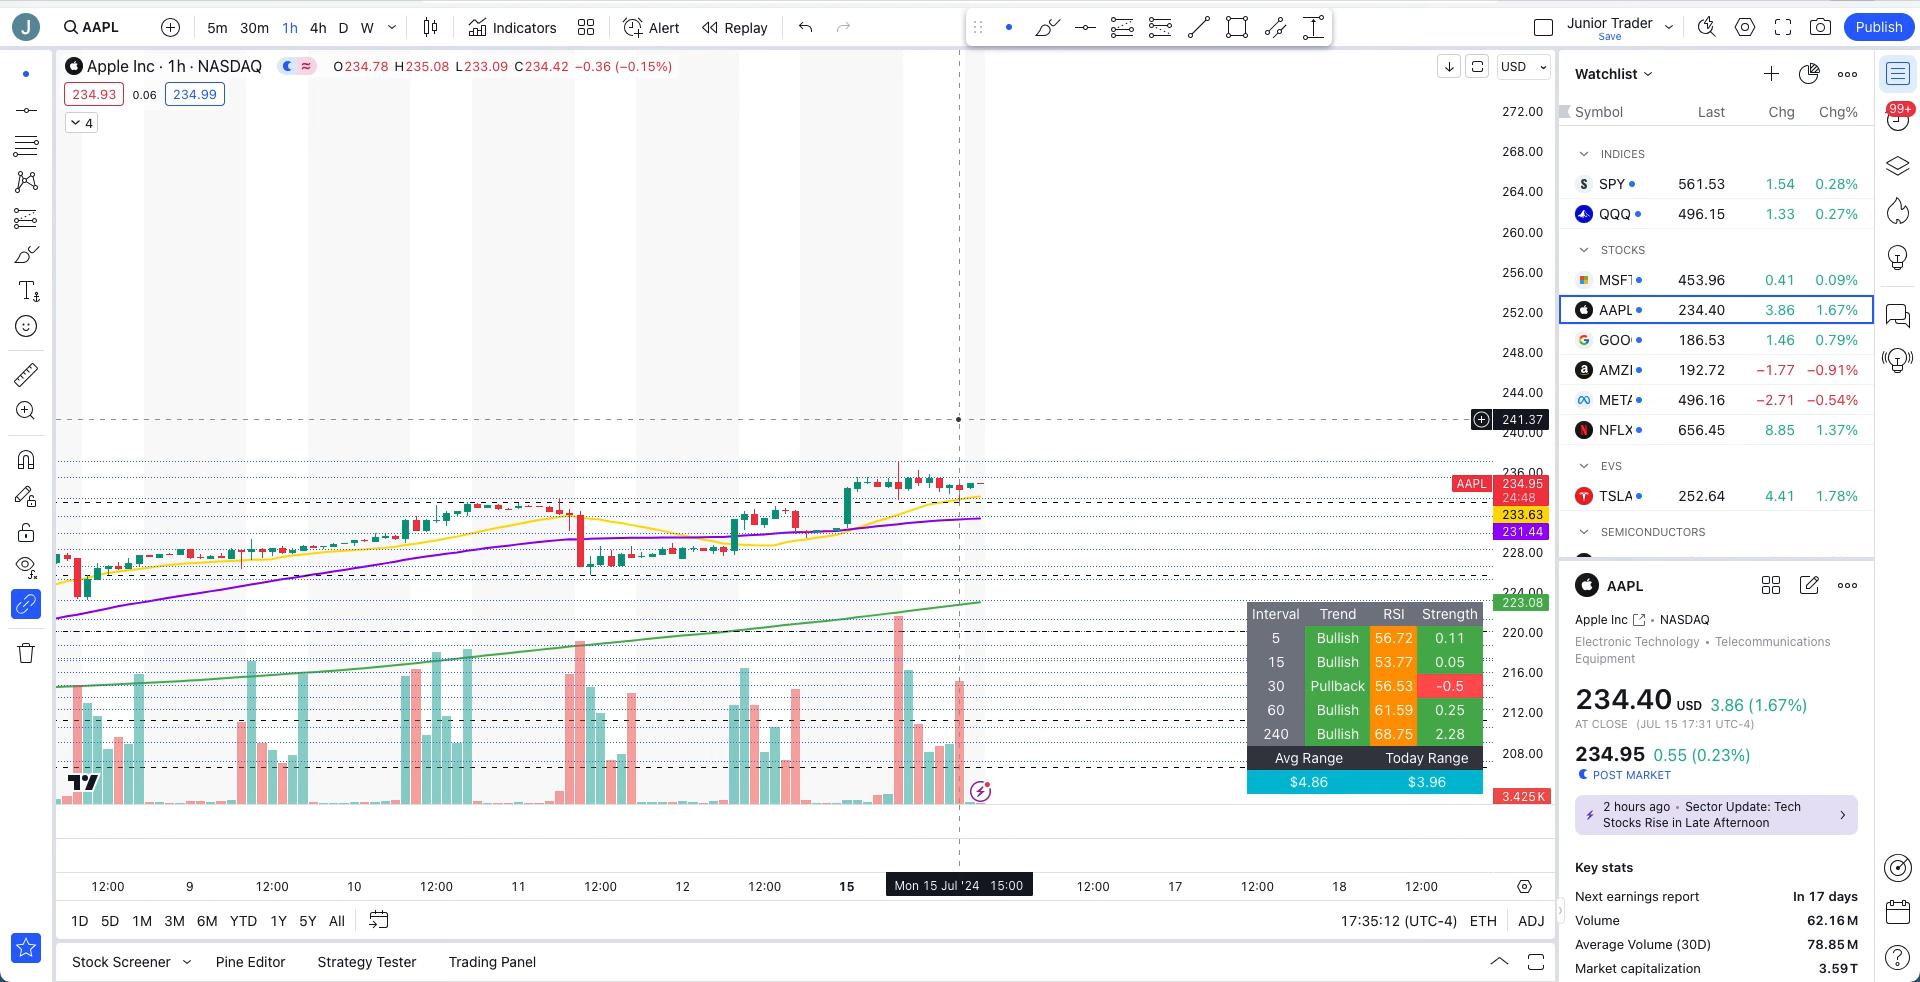 J
AAPL
5m 30m 1h 4h D W
Indicators
Alert
Replay
Junior Trader
Save
Publish
Apple Inc · 1h · NASDAQ
O234.78 H235.08 L233.09 C234.42 −0.36 (−0.15%)
234.93 0.06 234.99
4
USD
272.00
268.00
264.00
260.00
256.00
252.00
248.00
244.00
241.37
240.00
236.00
AAPL 234.95
24:48
233.63
231.44
228.00
224.00
223.08
220.00
216.00
212.00
208.00
3.425K
Interval Trend RSI Strength
5 Bullish 56.72 0.11
15 Bullish 53.77 0.05
30 Pullback 56.53 -0.5
60 Bullish 61.59 0.25
240 Bullish 68.75 2.28
Avg Range Today Range
$4.86 $3.96
12:00 9 12:00 10 12:00 11 12:00 12 12:00 15 Mon 15 Jul '24 15:00 12:00 17 12:00 18 12:00
1D 5D 1M 3M 6M YTD 1Y 5Y All
17:35:12 (UTC-4) ETH ADJ
Stock Screener Pine Editor Strategy Tester Trading Panel
Watchlist
Symbol Last Chg Chg%
INDICES
SPY 561.53 1.54 0.28%
QQQ 496.15 1.33 0.27%
STOCKS
MSFT 453.96 0.41 0.09%
AAPL 234.40 3.86 1.67%
GOO 186.53 1.46 0.79%
AMZ 192.72 −1.77 −0.91%
META 496.16 −2.71 −0.54%
NFLX 656.45 8.85 1.37%
EVS
TSLA 252.64 4.41 1.78%
SEMICONDUCTORS
99+
AAPL
Apple Inc · NASDAQ
Electronic Technology • Telecommunications
Equipment
234.40 USD 3.86 (1.67%)
AT CLOSE (JUL 15 17:31 UTC-4)
234.95 0.55 (0.23%)
POST MARKET
2 hours ago • Sector Update: Tech
Stocks Rise in Late Afternoon
Key stats
Next earnings report In 17 days
Volume 62.16M
Average Volume (30D) 78.85M
Market capitalization 3.59T